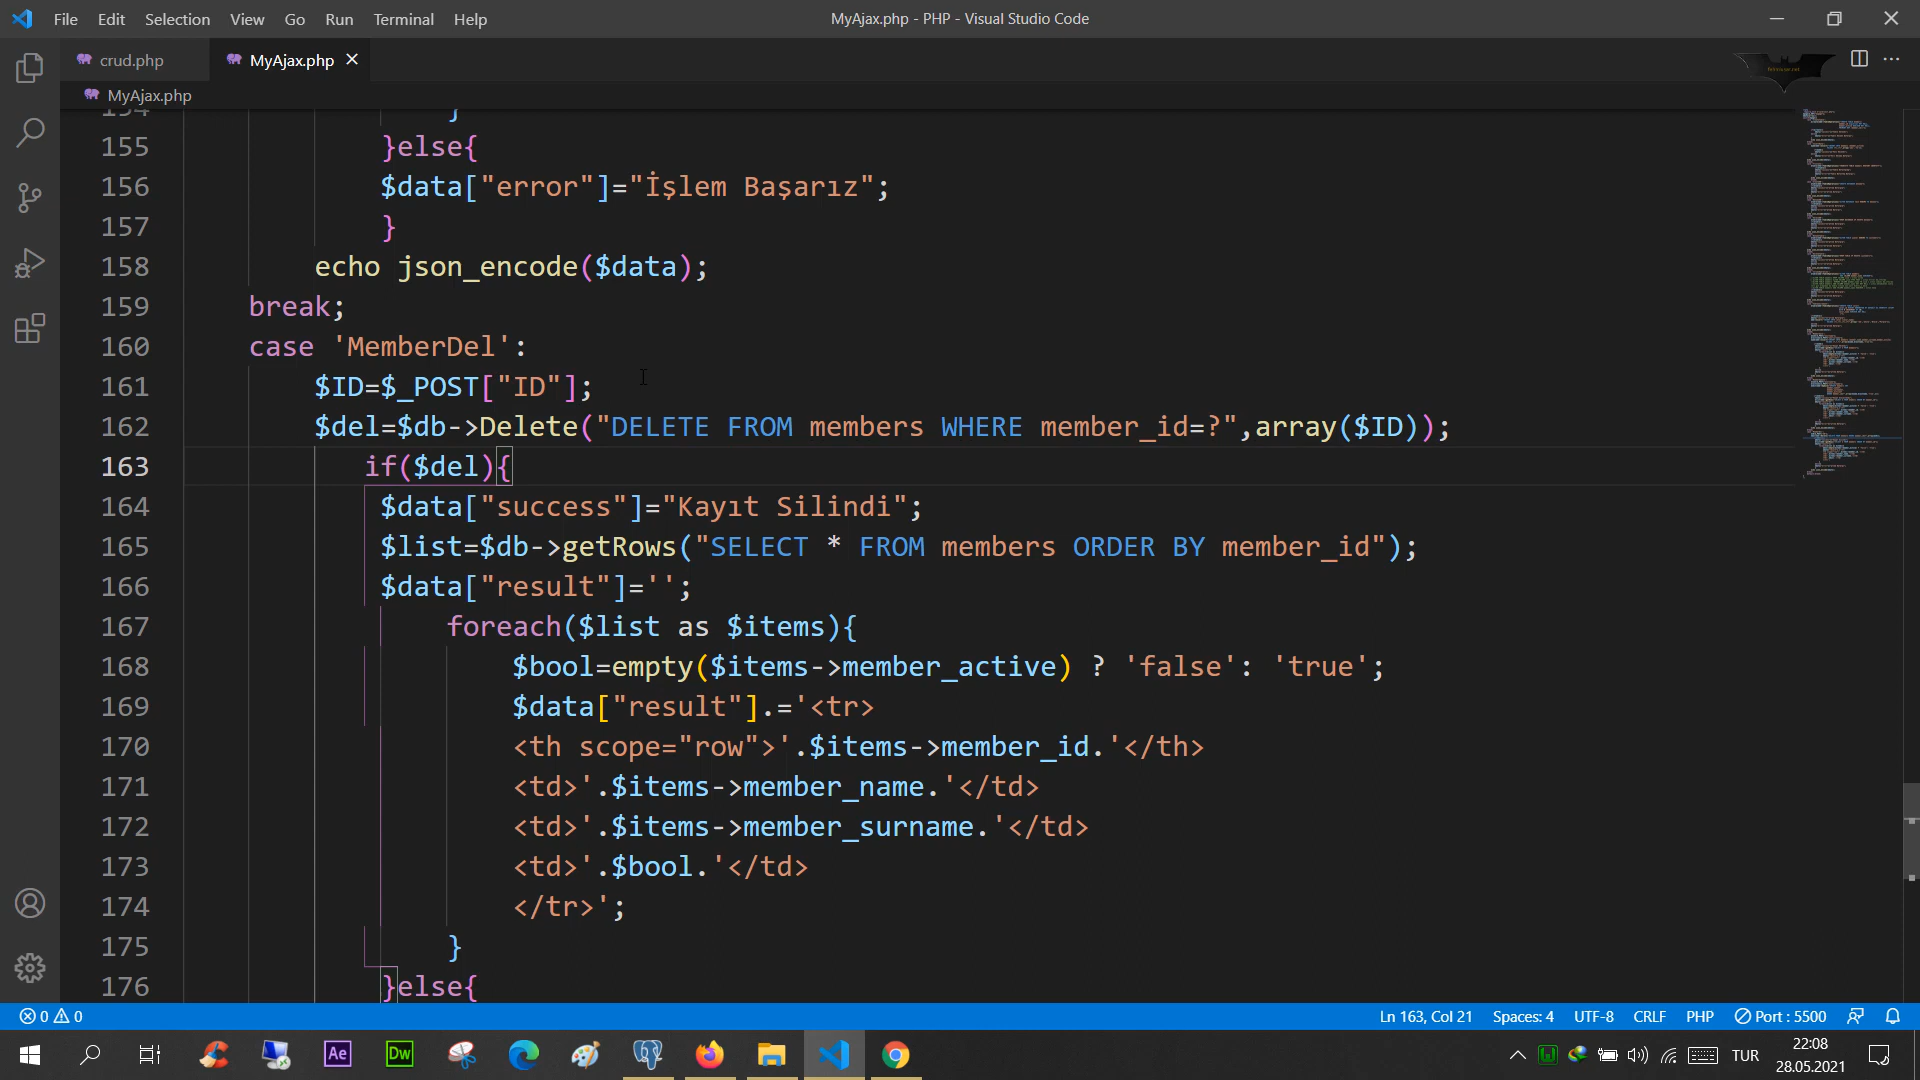 File Edit Selection View Go Run Terminal Help
MyAjax.php - PHP - Visual Studio Code
crud.php
MyAjax.php
MyAjax.php
154 }
155 }else{
156 $data["error"]="İşlem Başarız";
157 }
158 echo json_encode($data);
159 break;
160 case 'MemberDel':
161 $ID=$_POST["ID"];
162 $del=$db->Delete("DELETE FROM members WHERE member_id=?",array($ID));
163 if($del){
164 $data["success"]="Kayıt Silindi";
165 $list=$db->getRows("SELECT * FROM members ORDER BY member_id");
166 $data["result"]='';
167 foreach($list as $items){
168 $bool=empty($items->member_active) ? 'false': 'true';
169 $data["result"].='<tr>
170 <th scope="row">'.$items->member_id.'</th>
171 <td>'.$items->member_name.'</td>
172 <td>'.$items->member_surname.'</td>
173 <td>'.$bool.'</td>
174 </tr>';
175 }
176 }else{
0 0
Ln 163, Col 21 Spaces: 4 UTF-8 CRLF PHP Port : 5500
Ae
Dw
TUR
22:08
28.05.2021